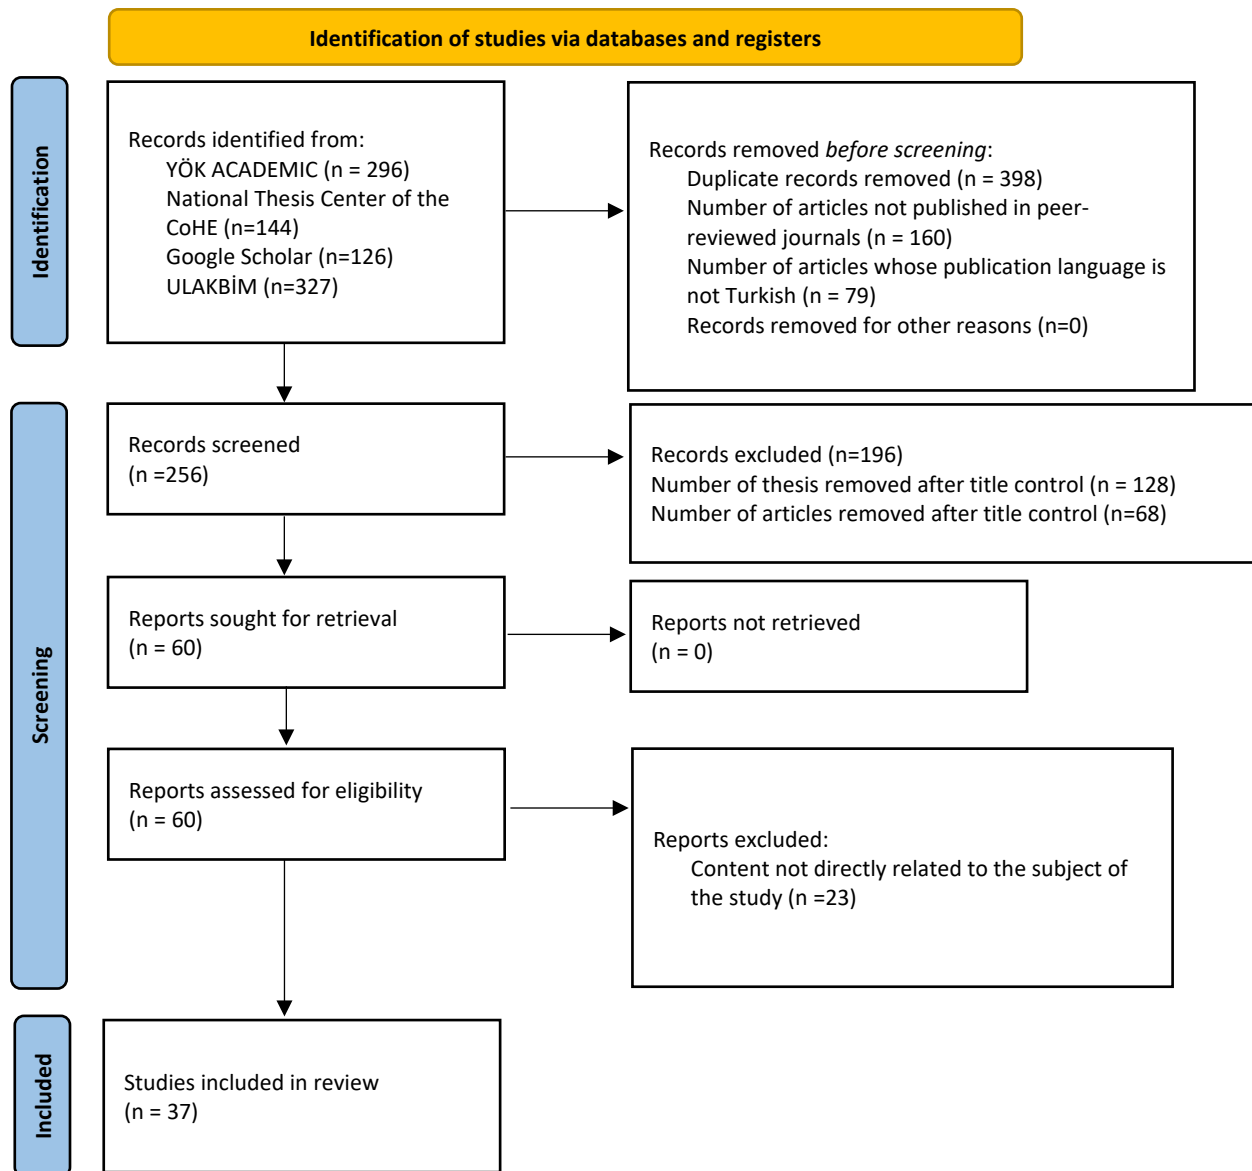 Identification of studies via databases and registers
Identification
Records identified from:
YÖK ACADEMIC (n = 296)
National Thesis Center of the
CoHE (n=144)
Google Scholar (n=126)
ULAKBİM (n=327)
Records removed before screening:
Duplicate records removed (n = 398)
Number of articles not published in peer-
reviewed journals (n = 160)
Number of articles whose publication language is
not Turkish (n = 79)
Records removed for other reasons (n=0)
Screening
Records screened
(n =256)
Records excluded (n=196)
Number of thesis removed after title control (n = 128)
Number of articles removed after title control (n=68)
Reports sought for retrieval
(n = 60)
Reports not retrieved
(n = 0)
Reports assessed for eligibility
(n = 60)
Reports excluded:
Content not directly related to the subject of
the study (n =23)
Included
Studies included in review
(n = 37)